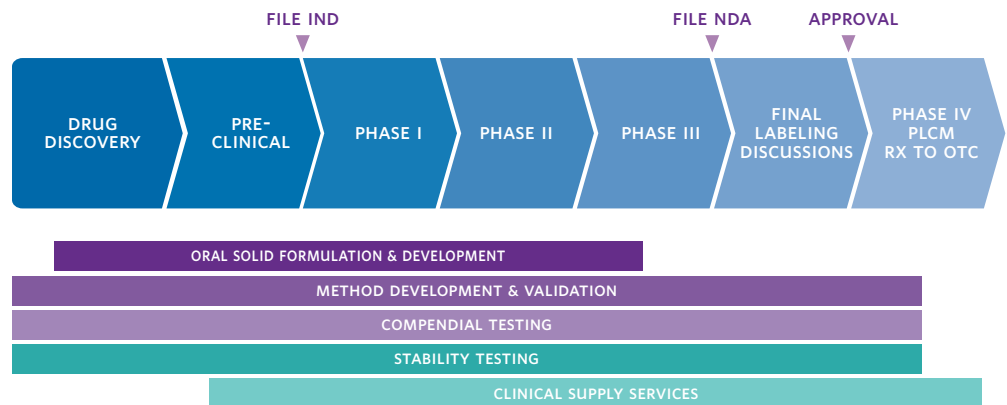 FILE IND
FILE NDA
APPROVAL
DRUG
DISCOVERY
PRE-
CLINICAL
PHASE I
PHASE II
PHASE III
FINAL
LABELING
DISCUSSIONS
PHASE IV
PLCM
RX TO OTC
ORAL SOLID FORMULATION & DEVELOPMENT
METHOD DEVELOPMENT & VALIDATION
COMPENDIAL TESTING
STABILITY TESTING
CLINICAL SUPPLY SERVICES